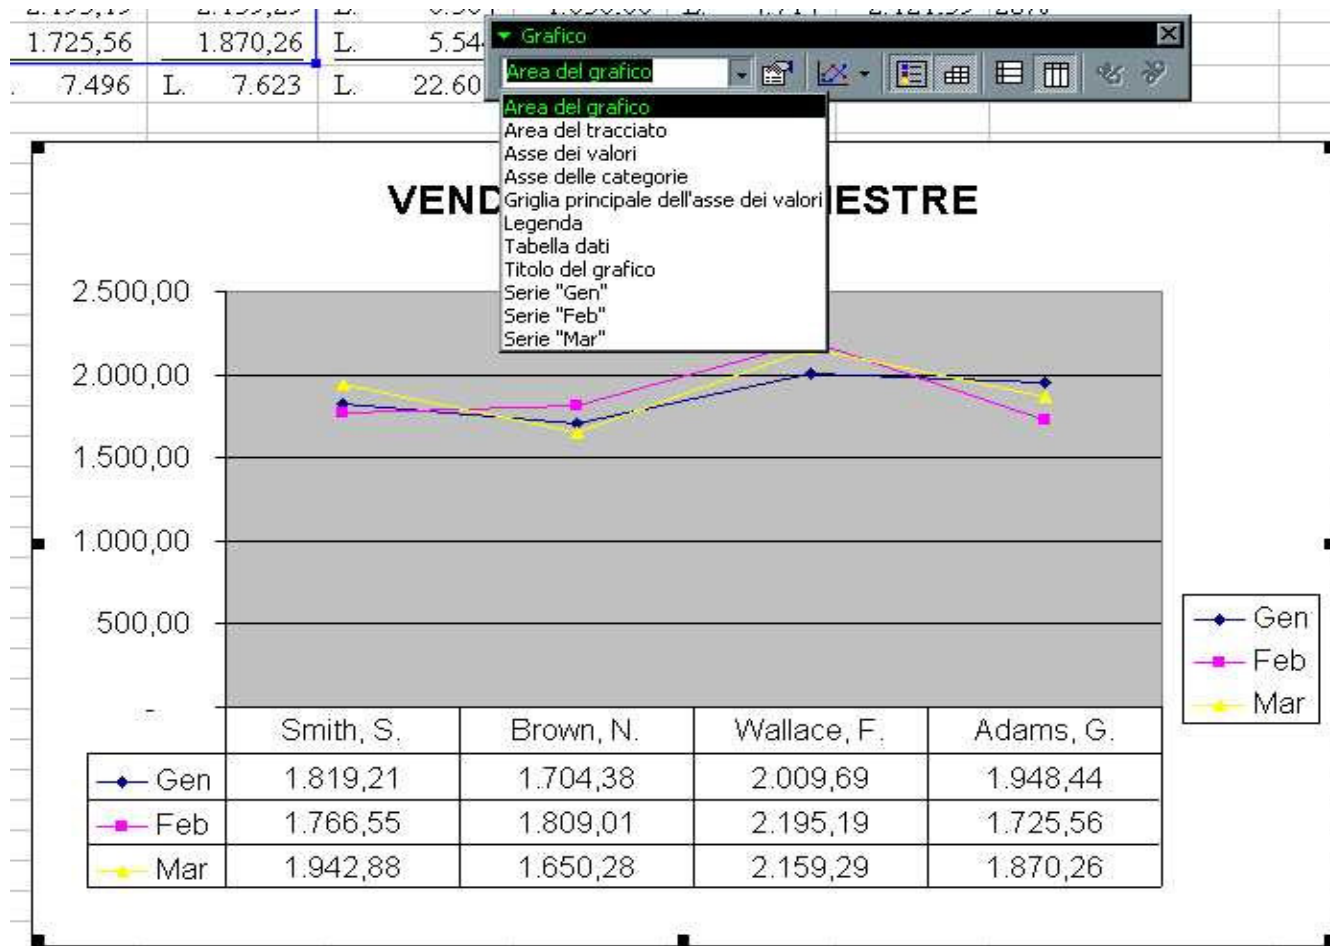 1.725,56 1.870,26 L. 5.54
7.496 L. 7.623 L. 22.60
Grafico
Area del grafico
Area del grafico
Area del tracciato
Asse dei valori
Asse delle categorie
Griglia principale dell'asse dei valori
Legenda
Tabella dati
Titolo del grafico
Serie "Gen"
Serie "Feb"
Serie "Mar"
VEND ESTRE
2.500,00
2.000,00
1.500,00
1.000,00
500,00
-
Gen
Feb
Mar
Smith, S. Brown, N. Wallace, F. Adams, G.
Gen 1.819,21 1.704,38 2.009,69 1.948,44
Feb 1.766,55 1.809,01 2.195,19 1.725,56
Mar 1.942,88 1.650,28 2.159,29 1.870,26